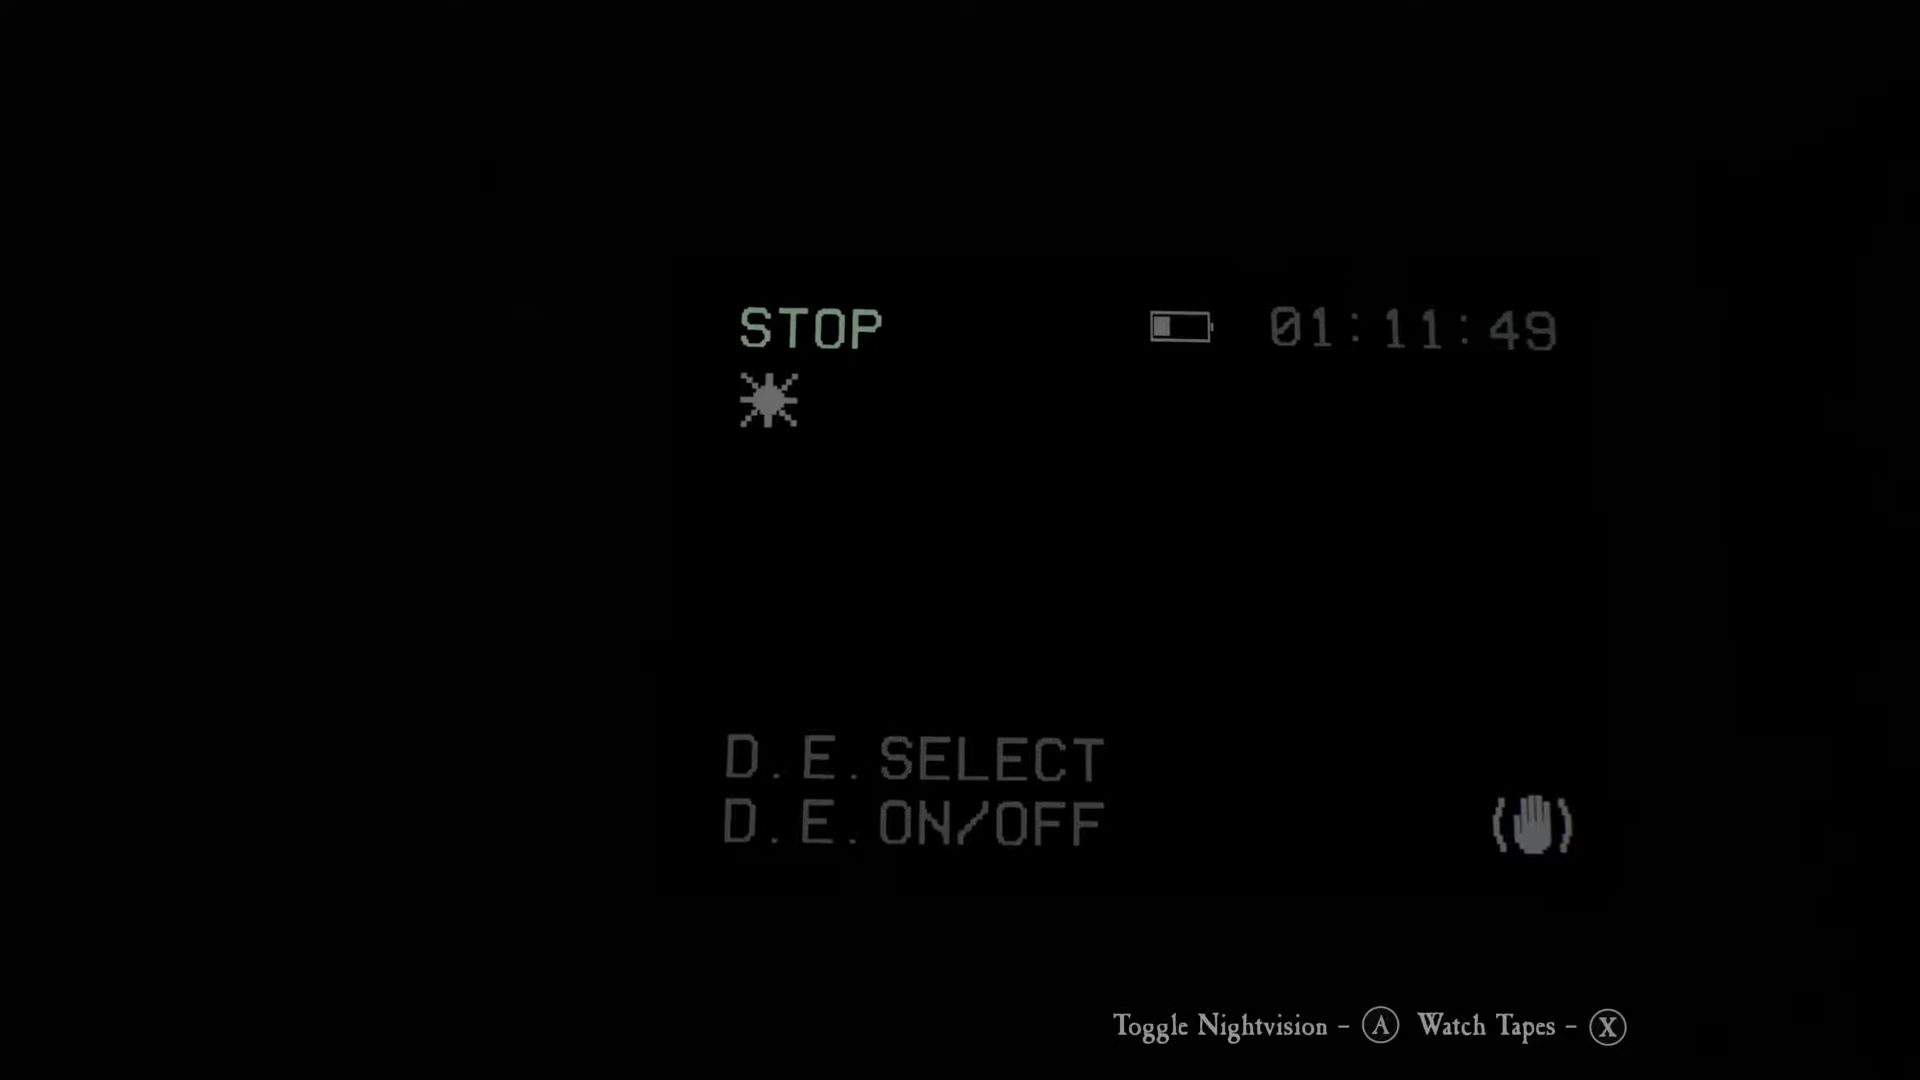 STOP 01:11:49
D.E.SELECT
D.E.ON/OFF
Toggle Nightvision - A Watch Tapes - X